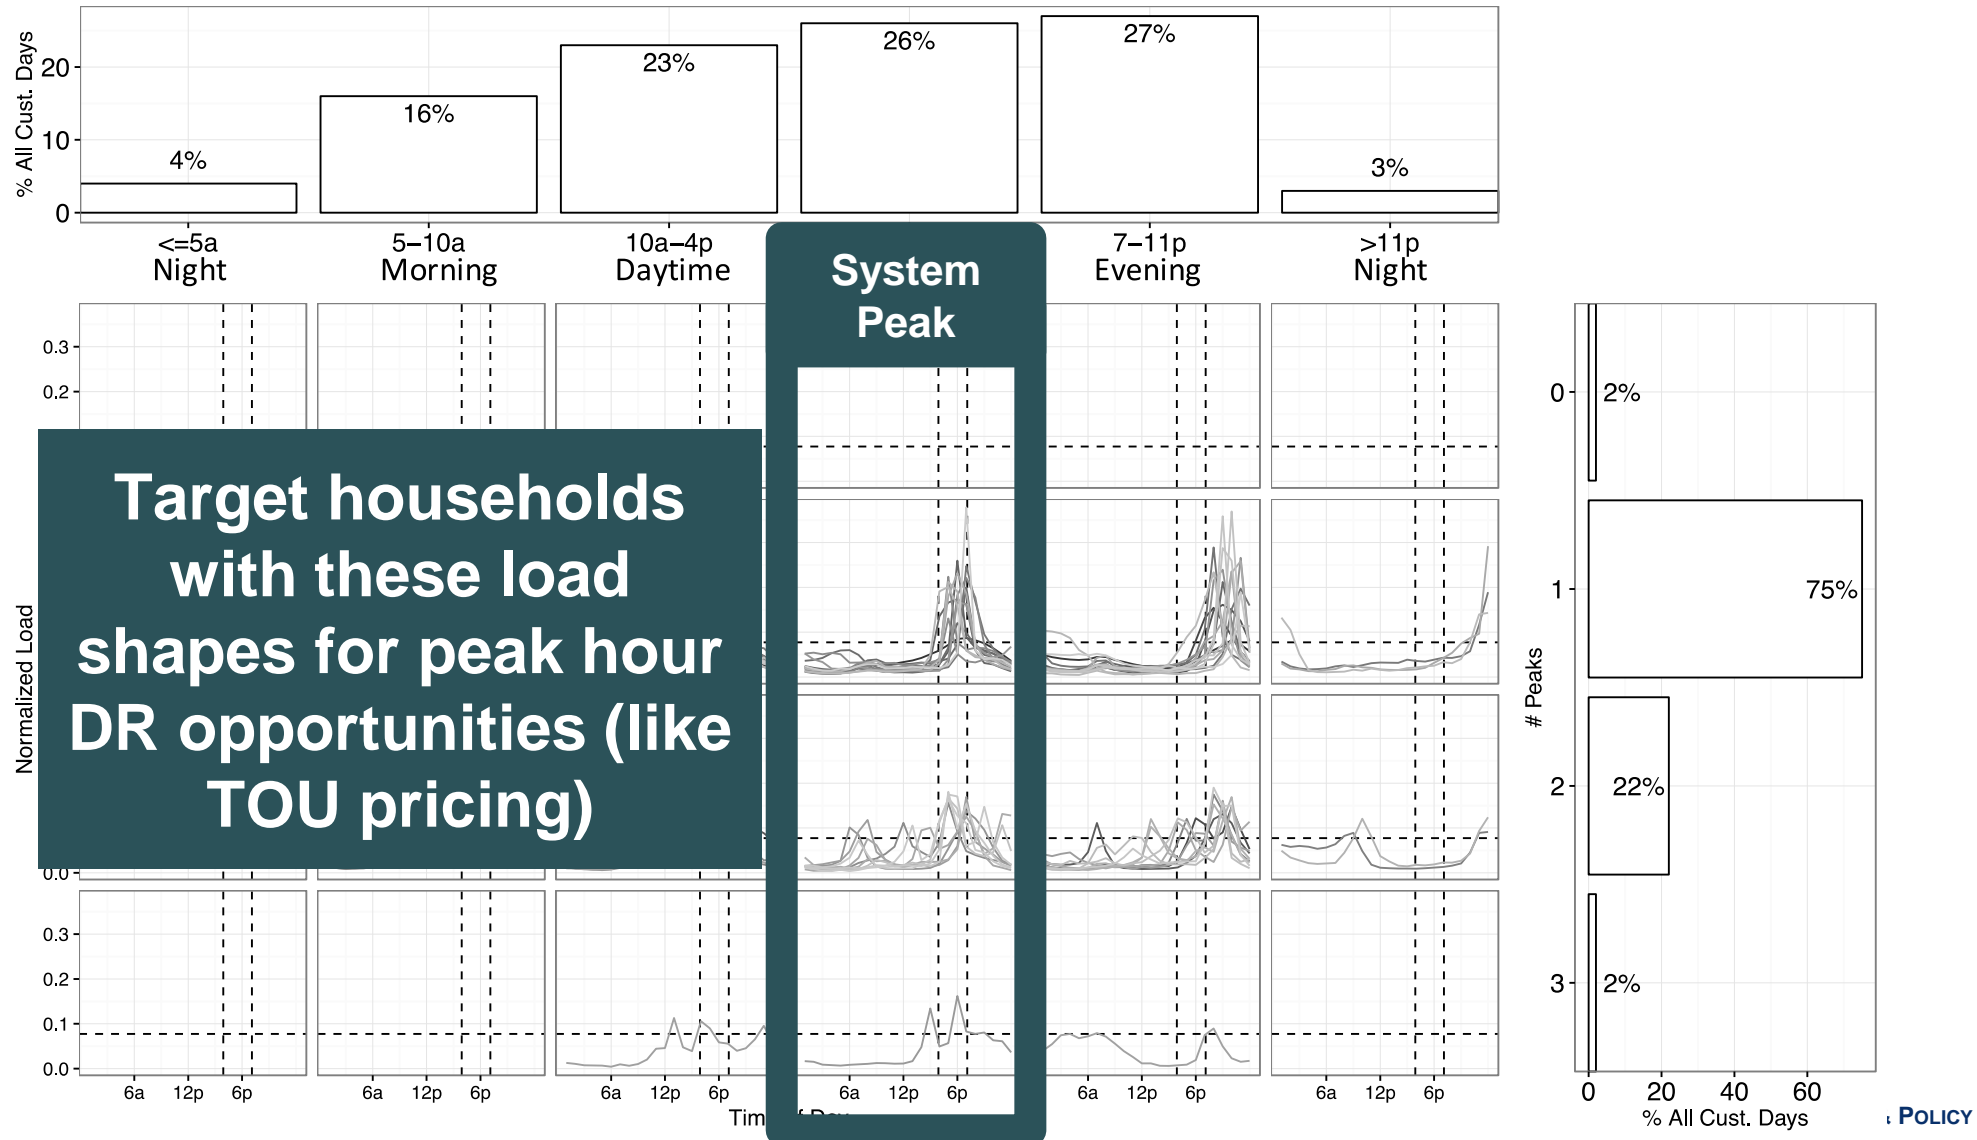 % All Cust. Days
20
10
0
4%
16%
23%
26%
27%
3%
<=5a
Night
5–10a
Morning
10a–4p
Daytime
System
Peak
7–11p
Evening
>11p
Night
Normalized Load
0.3
0.2
Target households
with these load
shapes for peak hour
DR opportunities (like
TOU pricing)
0.0
0.3
0.2
0.1
0.0
6a 12p 6p
6a 12p 6p
6a 12p 6p
6a 12p 6p
6a 12p 6p
6a 12p 6p
# Peaks
0
2%
1
75%
2
22%
3
2%
0 20 40 60
% All Cust. Days
POLICY